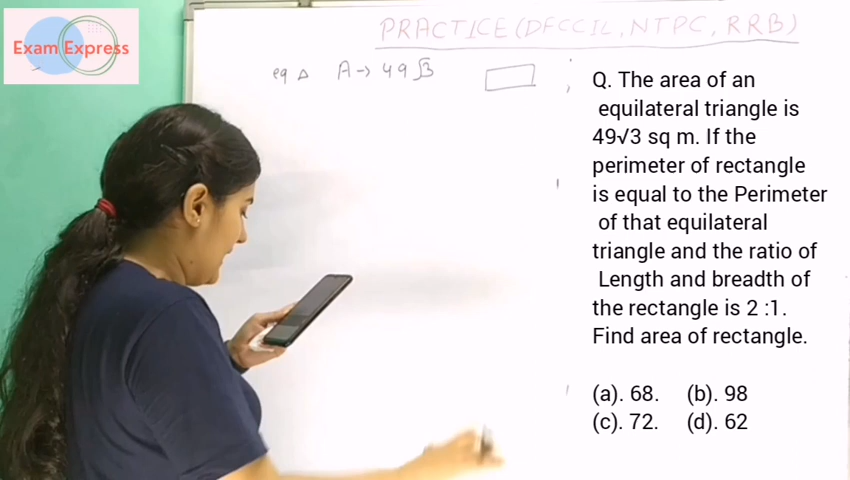 Exam Express
PRACTICE (DFCCIL, NTPC, RRB)
eq △ A → 49√3
Q. The area of an
equilateral triangle is
49√3 sq m. If the
perimeter of rectangle
is equal to the Perimeter
of that equilateral
triangle and the ratio of
Length and breadth of
the rectangle is 2 :1.
Find area of rectangle.
(a). 68. (b). 98
(c). 72. (d). 62